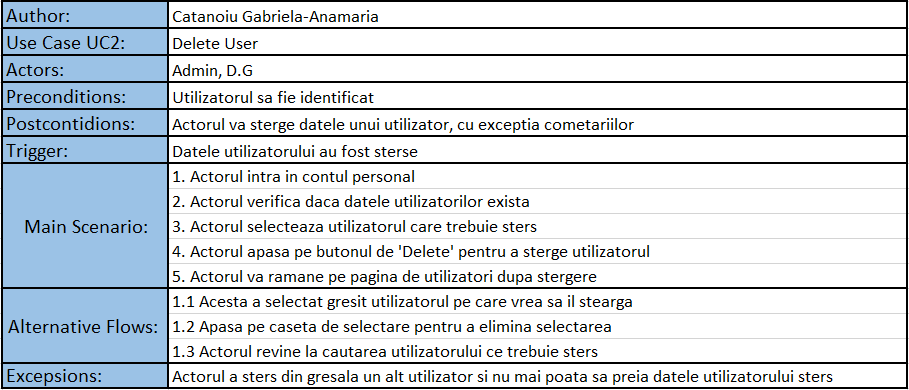 Author: Catanoiu Gabriela-Anamaria
Use Case UC2: Delete User
Actors: Admin, D.G
Preconditions: Utilizatorul sa fie identificat
Postcontidions: Actorul va sterge datele unui utilizator, cu exceptia cometariilor
Trigger: Datele utilizatorului au fost sterse
Main Scenario:
1. Actorul intra in contul personal
2. Actorul verifica daca datele utilizatorilor exista
3. Actorul selecteaza utilizatorul care trebuie sters
4. Actorul apasa pe butonul de 'Delete' pentru a sterge utilizatorul
5. Actorul va ramane pe pagina de utilizatori dupa stergere
Alternative Flows:
1.1 Acesta a selectat gresit utilizatorul pe care vrea sa il stearga
1.2 Apasa pe caseta de selectare pentru a elimina selectarea
1.3 Actorul revine la cautarea utilizatorului ce trebuie sters
Excepsions: Actorul a sters din gresala un alt utilizator si nu mai poata sa preia datele utilizatorului sters